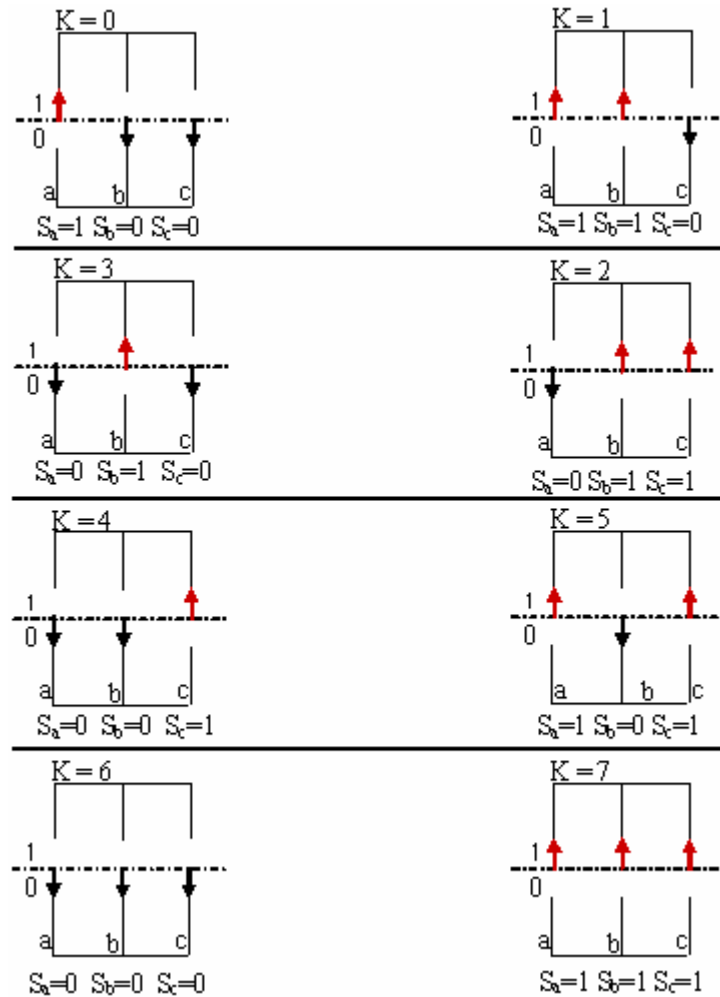 K = 0
1
0
a b c
Sa=1 Sb=0 Sc=0
K = 1
1
0
a b c
Sa=1 Sb=1 Sc=0
K = 3
1
0
a b c
Sa=0 Sb=1 Sc=0
K = 2
1
0
a b c
Sa=0 Sb=1 Sc=1
K = 4
1
0
a b c
Sa=0 Sb=0 Sc=1
K = 5
1
0
a b c
Sa=1 Sb=0 Sc=1
K = 6
1
0
a b c
Sa=0 Sb=0 Sc=0
K = 7
1
0
a b c
Sa=1 Sb=1 Sc=1